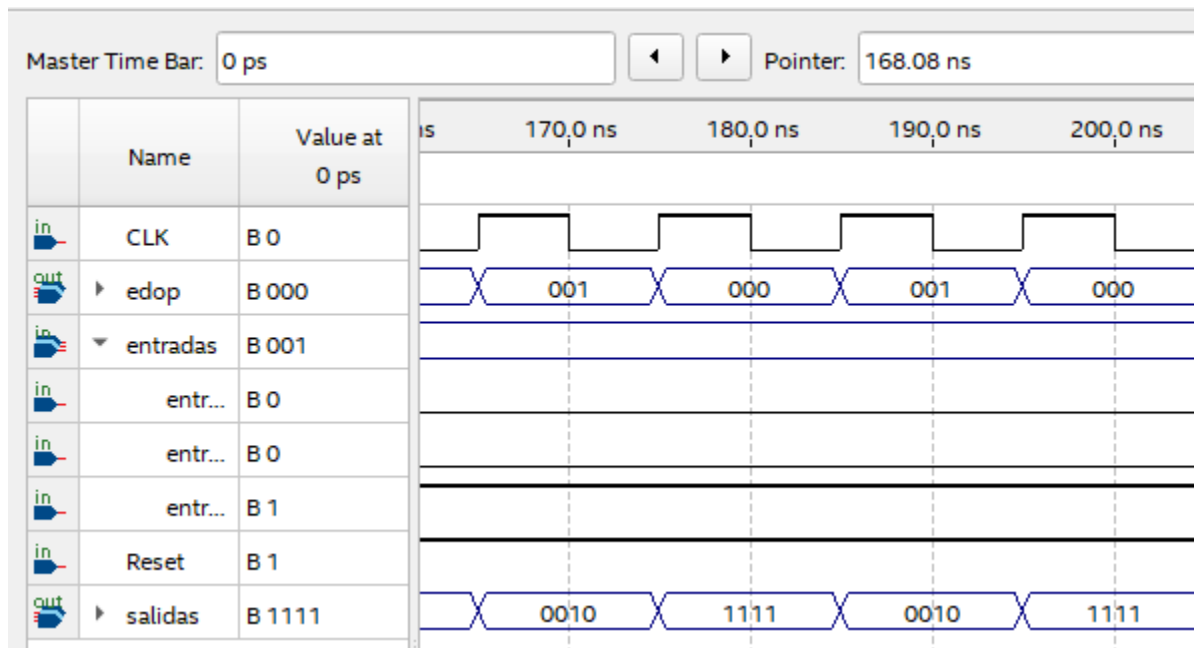 Master Time Bar: 0 ps Pointer: 168.08 ns
Name Value at 0 ps 170.0 ns 180.0 ns 190.0 ns 200.0 ns
in CLK B 0
out edop B 000 001 000 001 000
in entradas B 001
in entr... B 0
in entr... B 0
in entr... B 1
in Reset B 1
out salidas B 1111 0010 1111 0010 1111